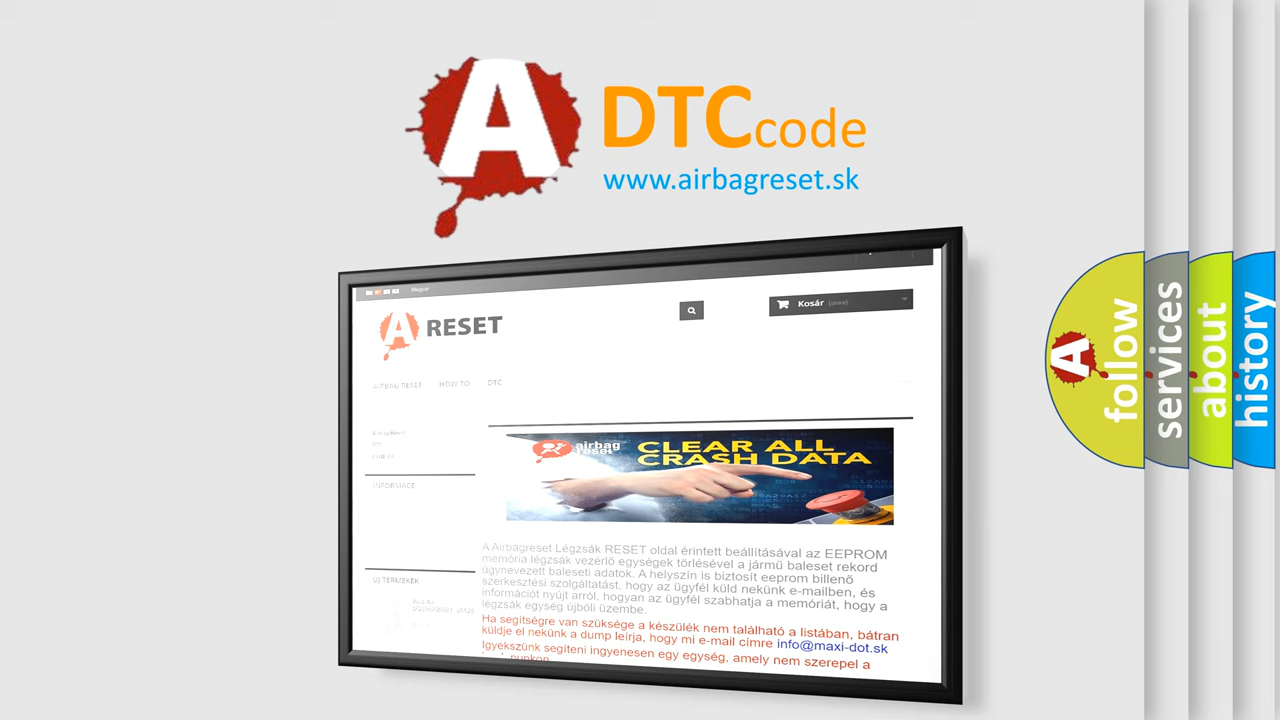 A DTCcode
www.airbagreset.sk
Magyar
A RESET
Kosár (üres)
AIRBAG RESET HOW TO DTC
airbag reset
CLEAR ALL
CRASH DATA
INFORMACE
A Airbagreset Légzsák RESET oldal érintett beállításával az EEPROM
memória légzsák vezérlő egységek törlésével a jármű baleset rekord
úgynevezett baleseti adatok. A helyszín is biztosít eeprom billenő
szerkesztési szolgáltatást, hogy az ügyfél küld nekünk e-mailben, és
információt nyújt arról, hogyan az ügyfél szabhatja a memóriát, hogy a
légzsák egység újbóli üzembe.
Ha segítségre van szüksége a készülék nem található a listában, bátran
küldje el nekünk a dump leírja, hogy mi e-mail címre info@maxi-dot.sk
Igyekszünk segíteni ingyenesen egy egység, amely nem szerepel a
ÚJ TERMÉKEK
A
follow
services
about
history